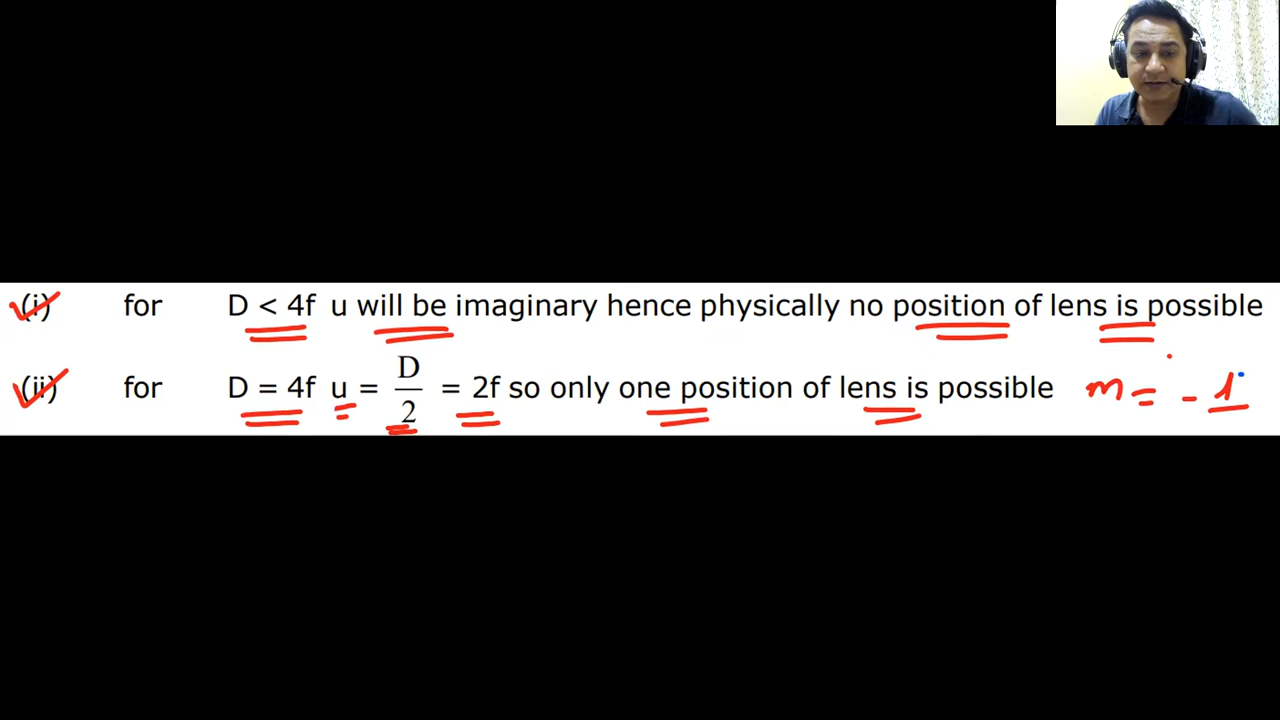 (i) for D < 4f u will be imaginary hence physically no position of lens is possible
(ii) for D = 4f u = D/2 = 2f so only one position of lens is possible m = - 1